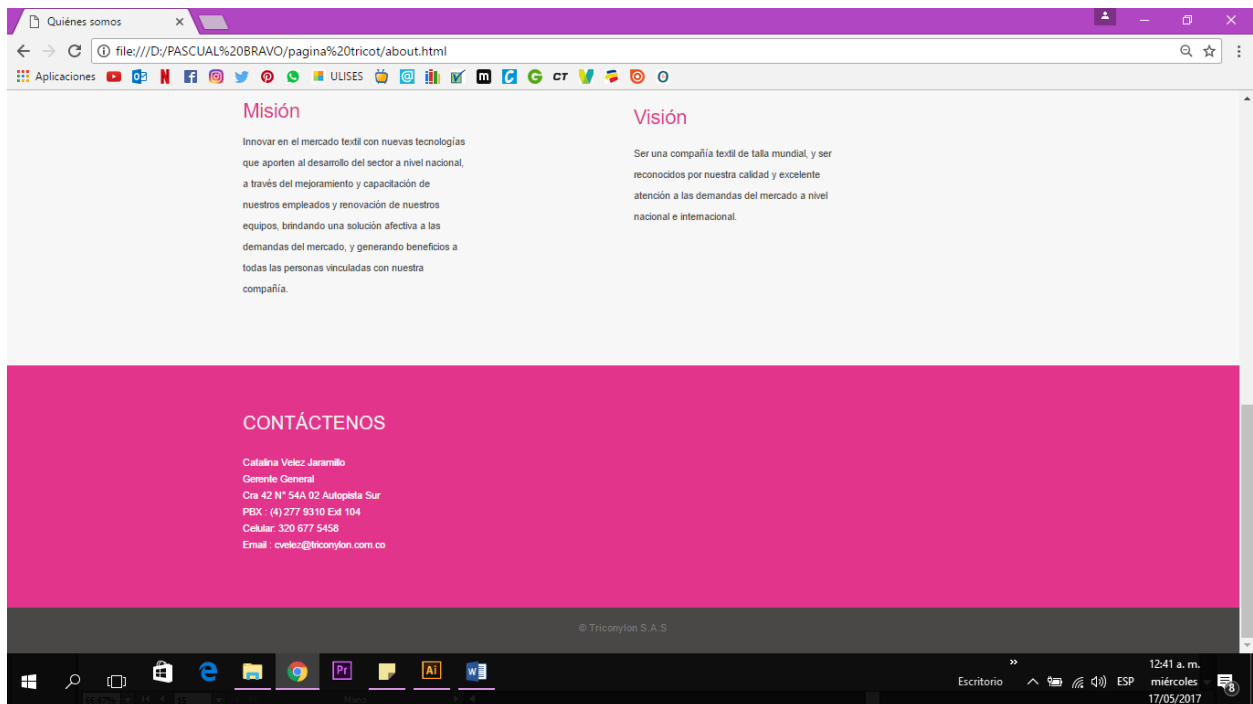 Quiénes somos
file:///D:/PASCUAL%20BRAVO/pagina%20tricot/about.html
Aplicaciones
ULISES
CT
Misión
Innovar en el mercado textil con nuevas tecnologías
que aporten al desarrollo del sector a nivel nacional,
a través del mejoramiento y capacitación de
nuestros empleados y renovación de nuestros
equipos, brindando una solución afectiva a las
demandas del mercado, y generando beneficios a
todas las personas vinculadas con nuestra
compañía.
Visión
Ser una compañía textil de talla mundial, y ser
reconocidos por nuestra calidad y excelente
atención a las demandas del mercado a nivel
nacional e internacional.
CONTÁCTENOS
Catalina Velez Jaramillo
Gerente General
Cra 42 N° 54A 02 Autopista Sur
PBX : (4) 277 9310 Ext 104
Celular: 320 677 5458
Email : cvelez@triconylon.com.co
© Triconylon S.A.S
Pr
Ai
Escritorio
ESP
12:41 a. m.
miércoles
17/05/2017
8